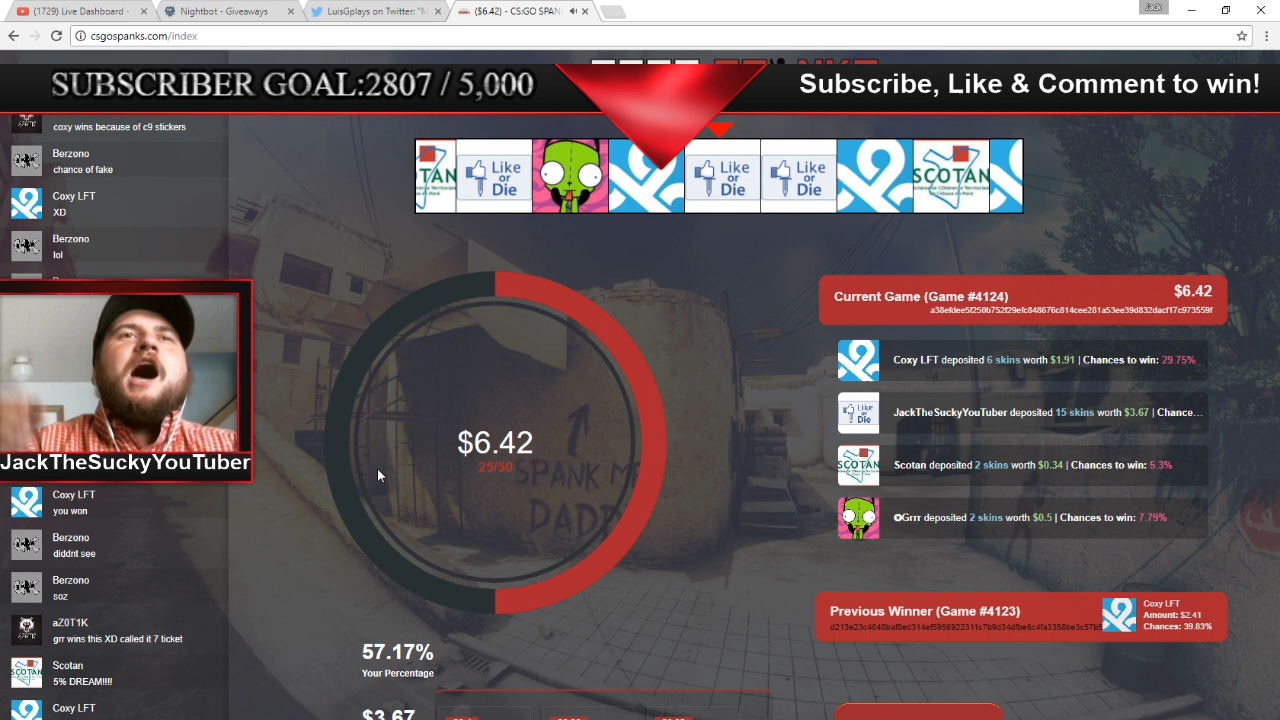 (1729) Live Dashboard -
Nightbot - Giveaways
LuisGplays on Twitter: "M
($6.42) - CS:GO SPAN
Jack
csgospanks.com/index
SUBSCRIBER GOAL:2807 / 5,000
Subscribe, Like & Comment to win!
coxy wins because of c9 stickers
Berzono
chance of fake
Coxy LFT
XD
Berzono
lol
JackTheSuckyYouTuber
Coxy LFT
you won
Berzono
diddnt see
Berzono
soz
aZ0T1K
grr wins this XD called it 7 ticket
Scotan
5% DREAM!!!!
Coxy LFT
Like or Die
Like or Die
Like or Die
SCOTAN
$6.42
25/50
SPANK ME
DADD
57.17%
Your Percentage
$3.67
Current Game (Game #4124)
$6.42
a38efdee5f250b752f29efc848676c814cee281a53ee39d832dacf17c973559f
Coxy LFT deposited 6 skins worth $1.91 | Chances to win: 29.75%
JackTheSuckyYouTuber deposited 15 skins worth $3.67 | Chance...
Scotan deposited 2 skins worth $0.34 | Chances to win: 5.3%
✪Grrr deposited 2 skins worth $0.5 | Chances to win: 7.79%
Previous Winner (Game #4123)
Coxy LFT
Amount: $2.41
Chances: 39.83%